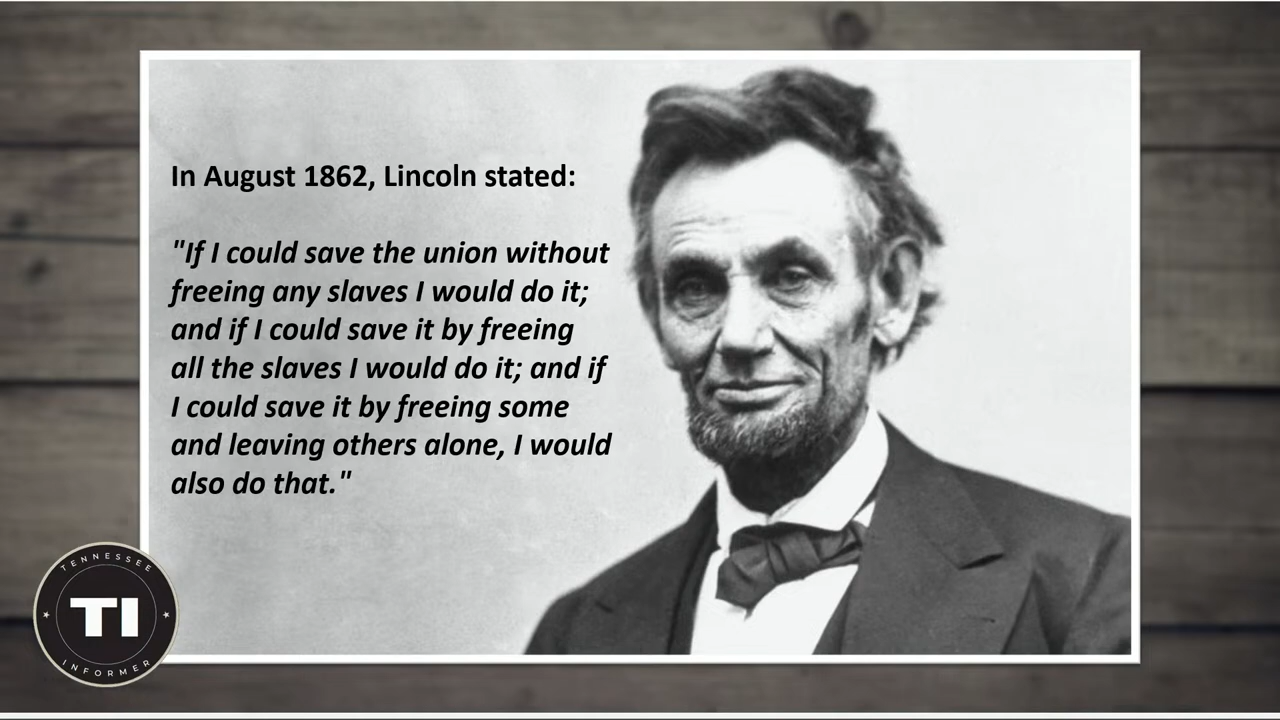 In August 1862, Lincoln stated:
"If I could save the union without
freeing any slaves I would do it;
and if I could save it by freeing
all the slaves I would do it; and if
I could save it by freeing some
and leaving others alone, I would
also do that."
TENNESSEE
TI
INFORMER